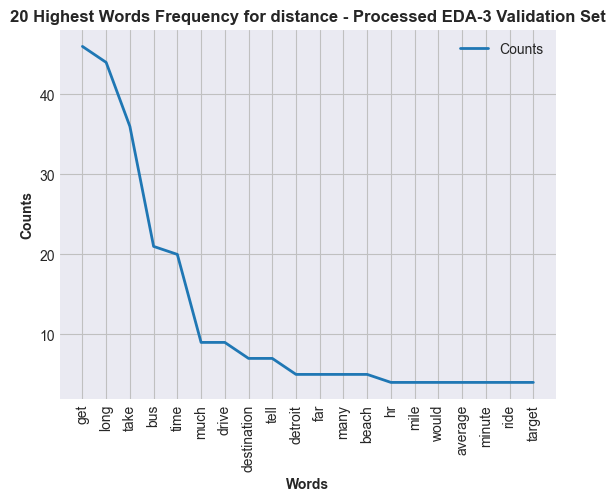 20 Highest Words Frequency for distance - Processed EDA-3 Validation Set
Counts
40
30
20
10
Counts
get
long
take
bus
time
much
drive
destination
tell
detroit
far
many
beach
hr
mile
would
average
minute
ride
target
Words